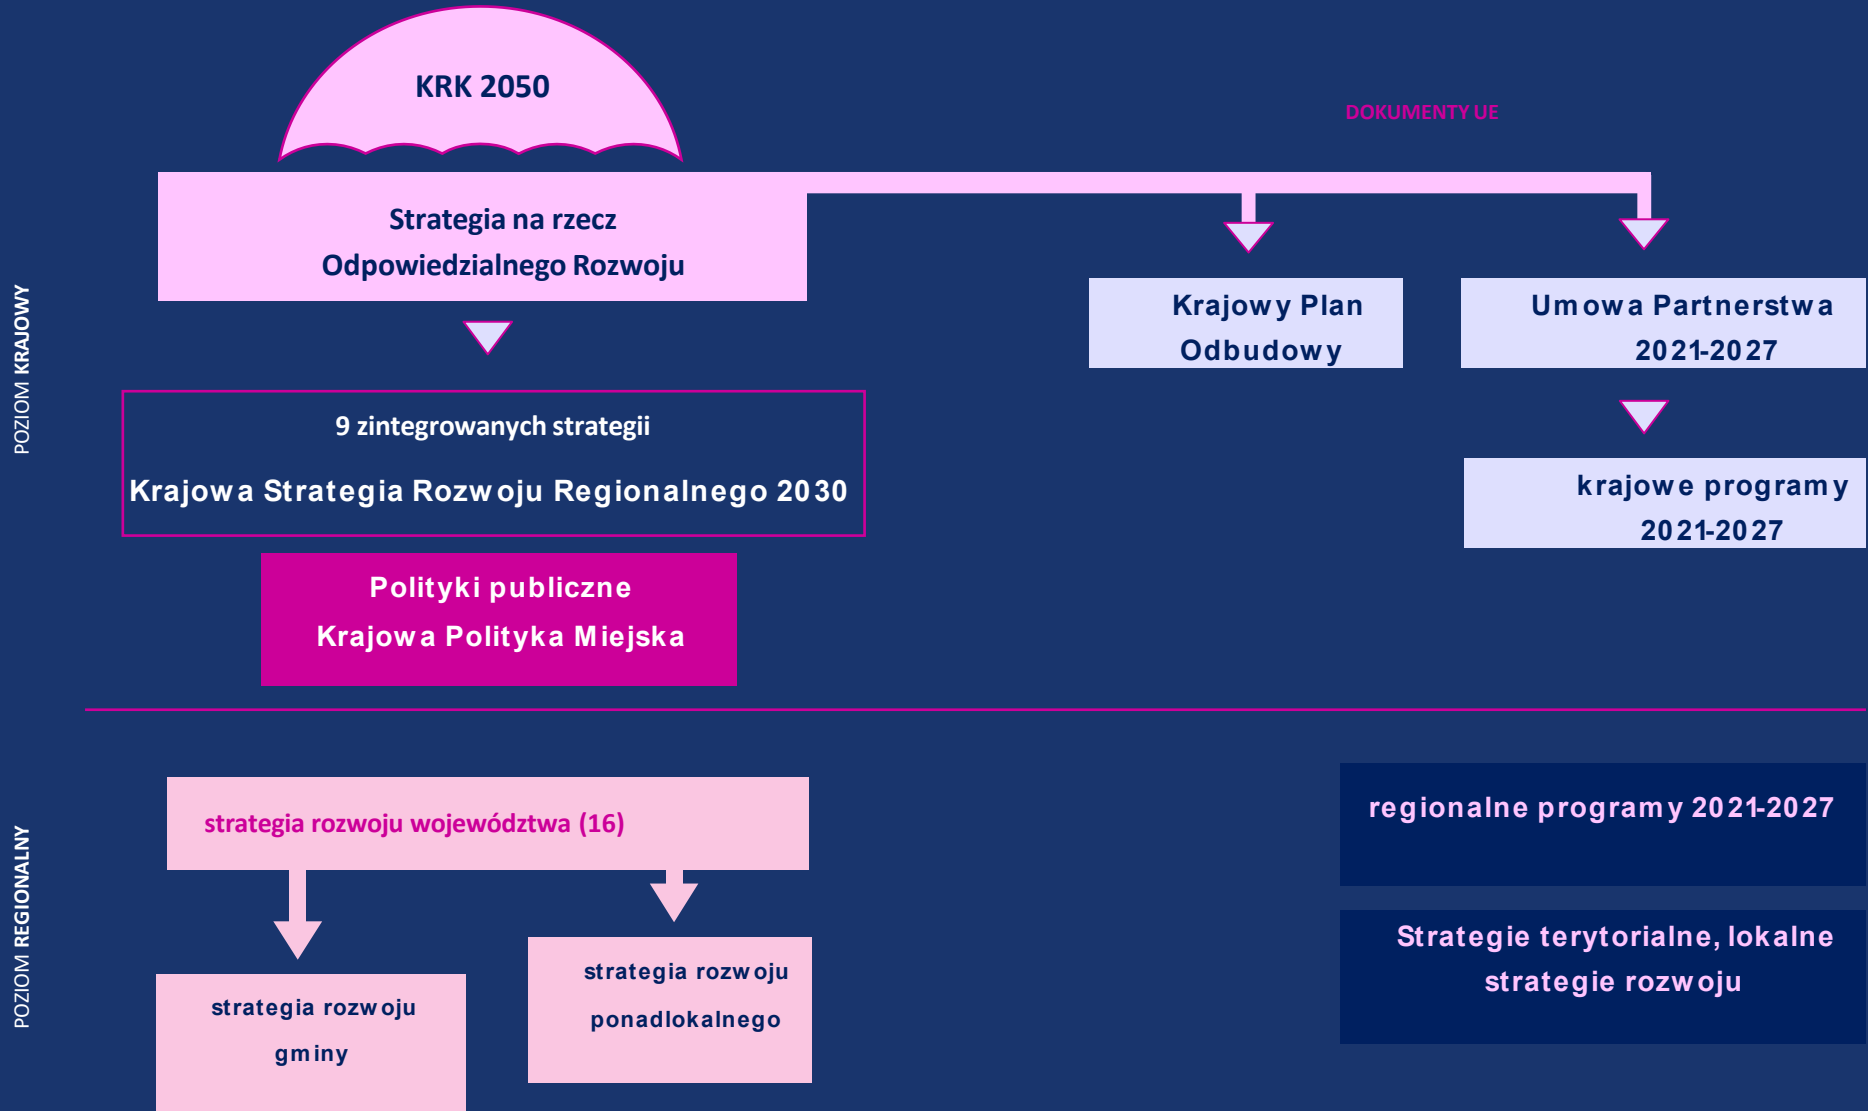 KRK 2050
DOKUMENTY UE
Strategia na rzecz
Odpowiedzialnego Rozwoju
Krajowy Plan
Odbudowy
Umowa Partnerstwa
2021-2027
POZIOM KRAJOWY
9 zintegrowanych strategii
Krajowa Strategia Rozwoju Regionalnego 2030
krajowe programy
2021-2027
Polityki publiczne
Krajowa Polityka Miejska
POZIOM REGIONALNY
strategia rozwoju województwa (16)
regionalne programy 2021-2027
strategia rozwoju
gminy
strategia rozwoju
ponadlokalnego
Strategie terytorialne, lokalne
strategie rozwoju